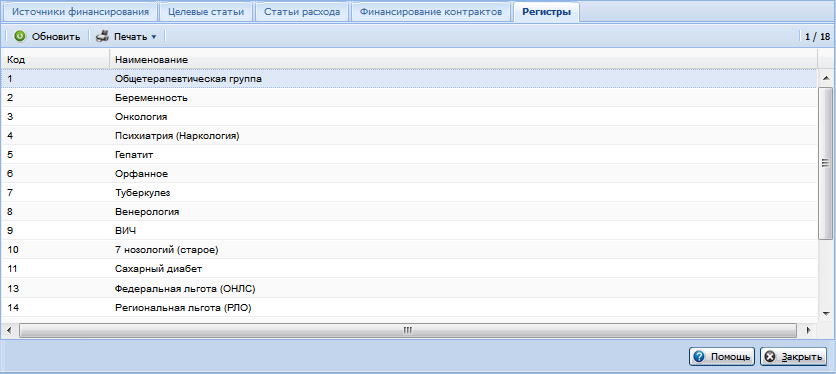 Источники финансирования Целевые статьи Статьи расхода Финансирование контрактов Регистры
Обновить Печать 1 / 18
Код Наименование
1 Общетерапевтическая группа
2 Беременность
3 Онкология
4 Психиатрия (Наркология)
5 Гепатит
6 Орфанное
7 Туберкулез
8 Венерология
9 ВИЧ
10 7 нозологий (старое)
11 Сахарный диабет
13 Федеральная льгота (ОНЛС)
14 Региональная льгота (РЛО)
Помощь Закрыть